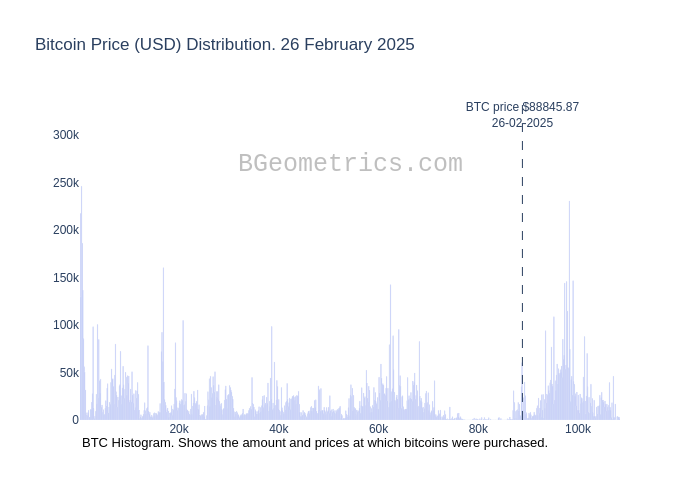 Bitcoin Price (USD) Distribution. 26 February 2025
BTC price $88845.87
26-02-2025
300k
BGeometrics.com
250k
200k
150k
100k
50k
0
20k 40k 60k 80k 100k
BTC Histogram. Shows the amount and prices at which bitcoins were purchased.